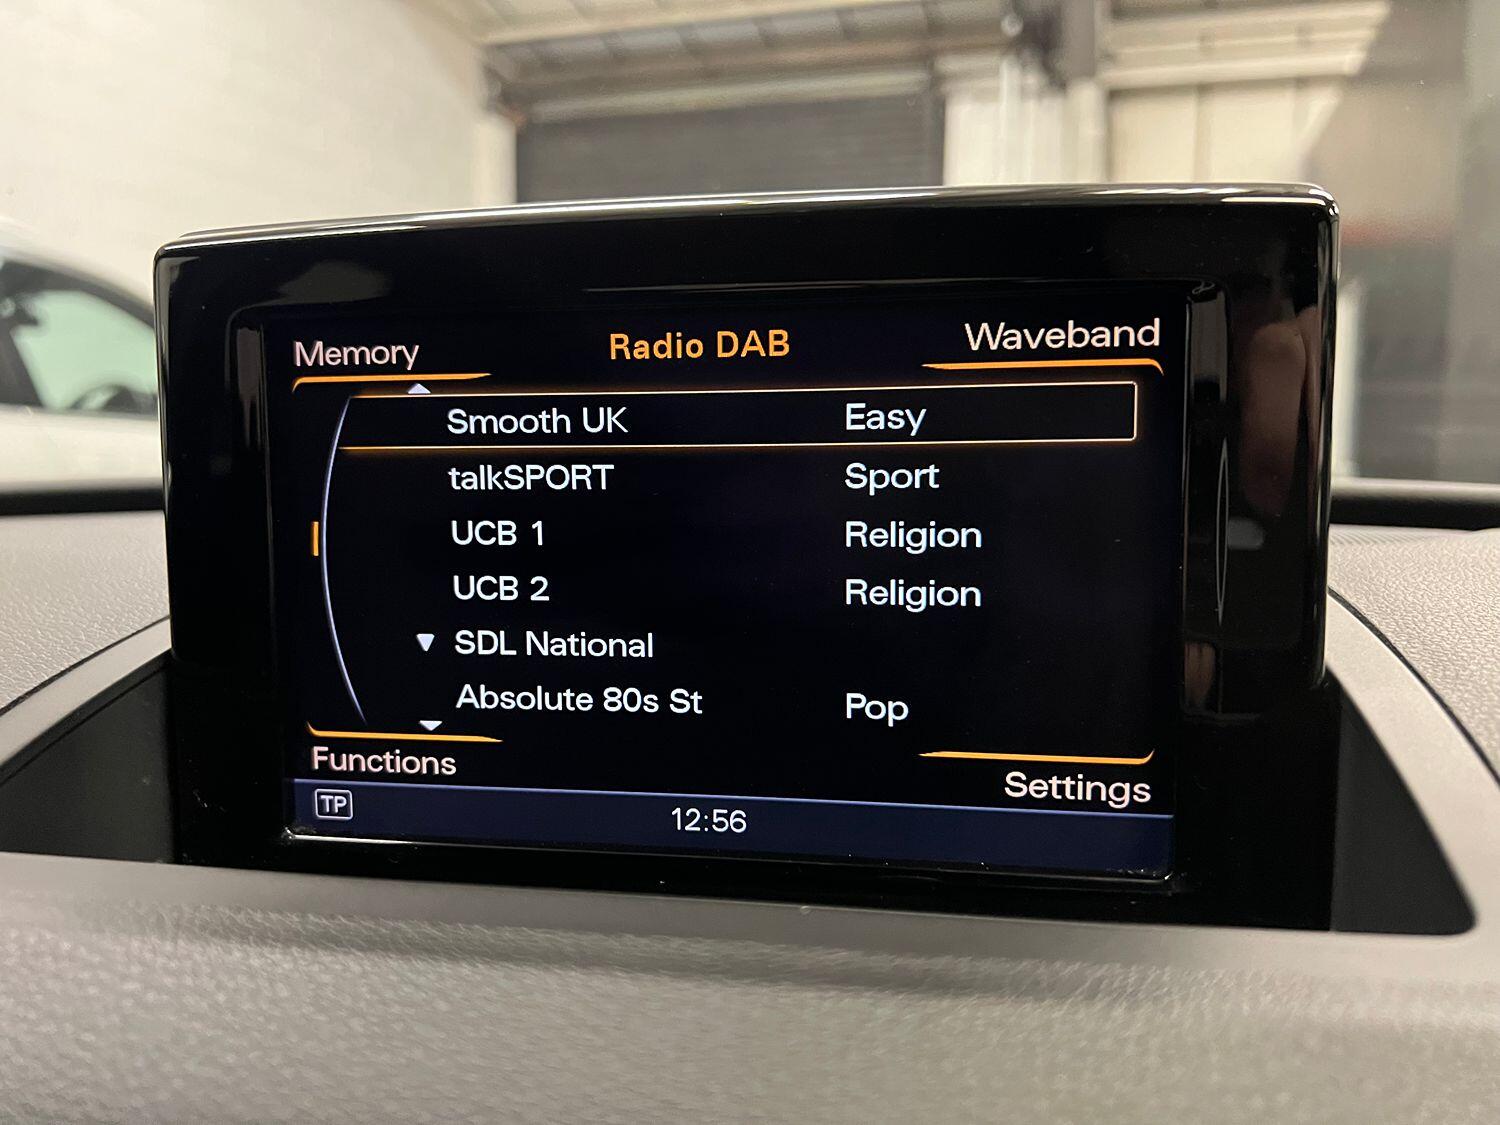 Memory Radio DAB Waveband
Smooth UK Easy
talkSPORT Sport
UCB 1 Religion
UCB 2 Religion
SDL National
Absolute 80s St Pop
Functions Settings
TP 12:56